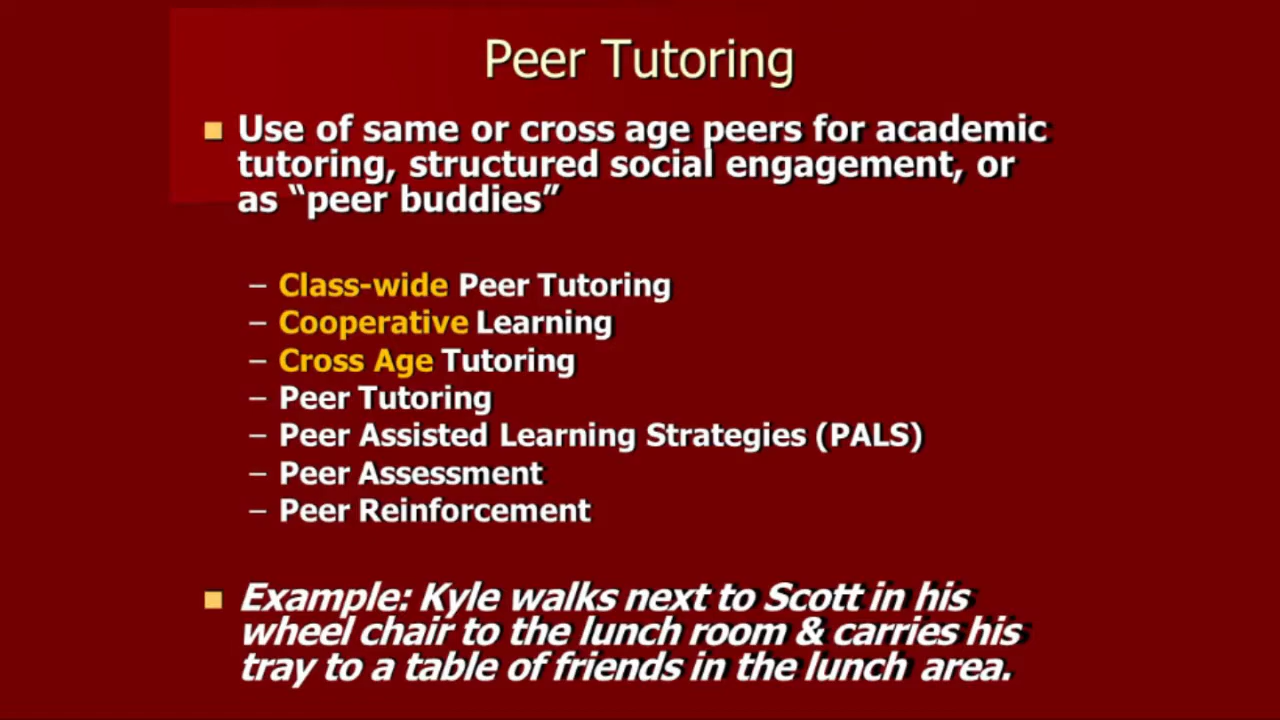 Peer Tutoring
■ Use of same or cross age peers for academic
tutoring, structured social engagement, or
as “peer buddies”
– Class-wide Peer Tutoring
– Cooperative Learning
– Cross Age Tutoring
– Peer Tutoring
– Peer Assisted Learning Strategies (PALS)
– Peer Assessment
– Peer Reinforcement
■ Example: Kyle walks next to Scott in his
wheel chair to the lunch room & carries his
tray to a table of friends in the lunch area.